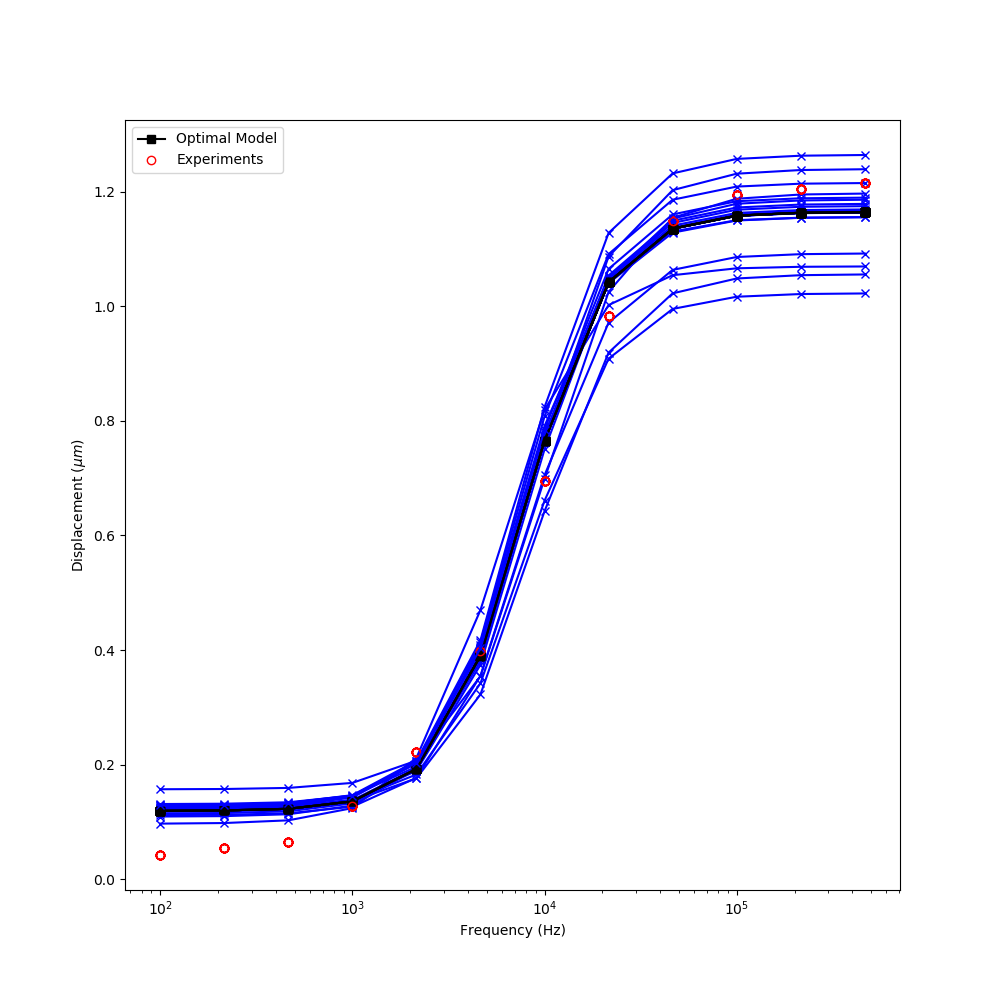 Optimal Model
Experiments
1.2
1.0
0.8
0.6
0.4
0.2
0.0
Displacement (μm)
10²
10³
10⁴
10⁵
Frequency (Hz)